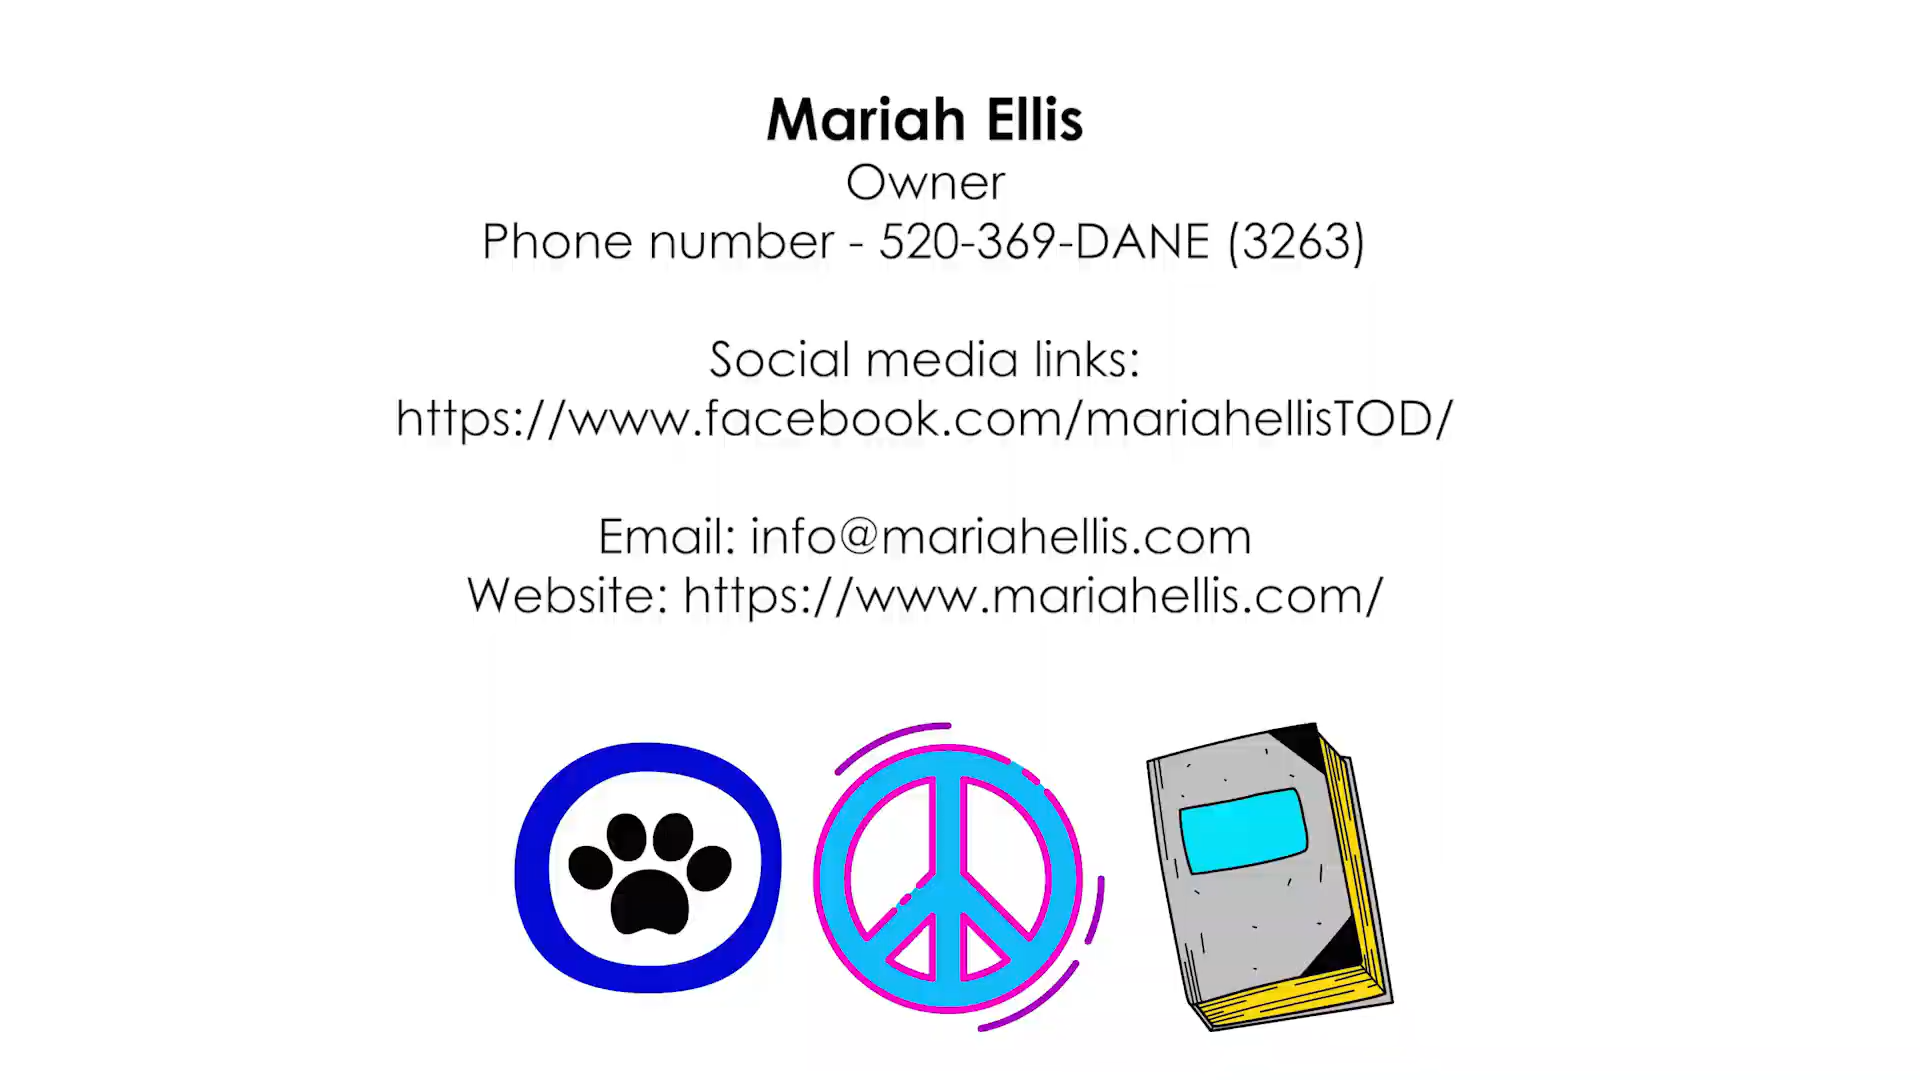 Mariah Ellis
Owner
Phone number - 520-369-DANE (3263)
Social media links:
https://www.facebook.com/mariahellisTOD/
Email: info@mariahellis.com
Website: https://www.mariahellis.com/